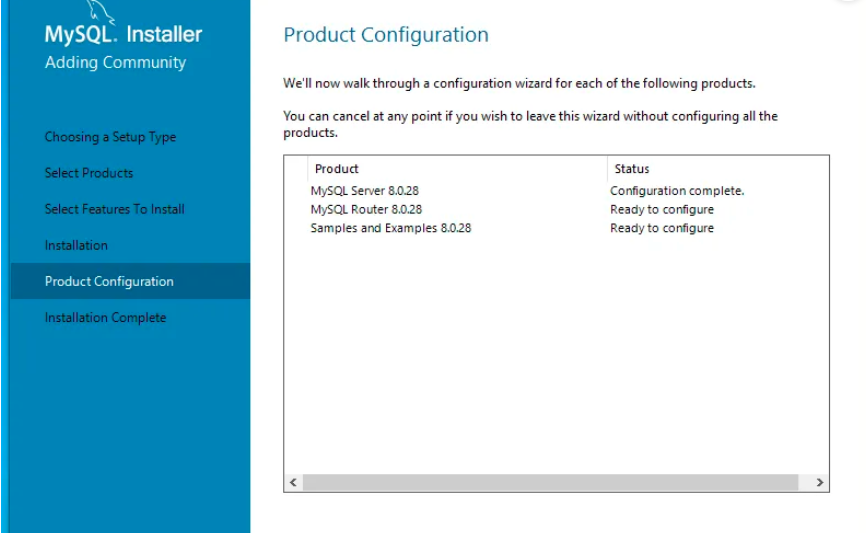 MySQL. Installer
Adding Community
Choosing a Setup Type
Select Products
Select Features To Install
Installation
Product Configuration
Installation Complete
Product Configuration
We'll now walk through a configuration wizard for each of the following products.
You can cancel at any point if you wish to leave this wizard without configuring all the
products.
Product Status
MySQL Server 8.0.28 Configuration complete.
MySQL Router 8.0.28 Ready to configure
Samples and Examples 8.0.28 Ready to configure